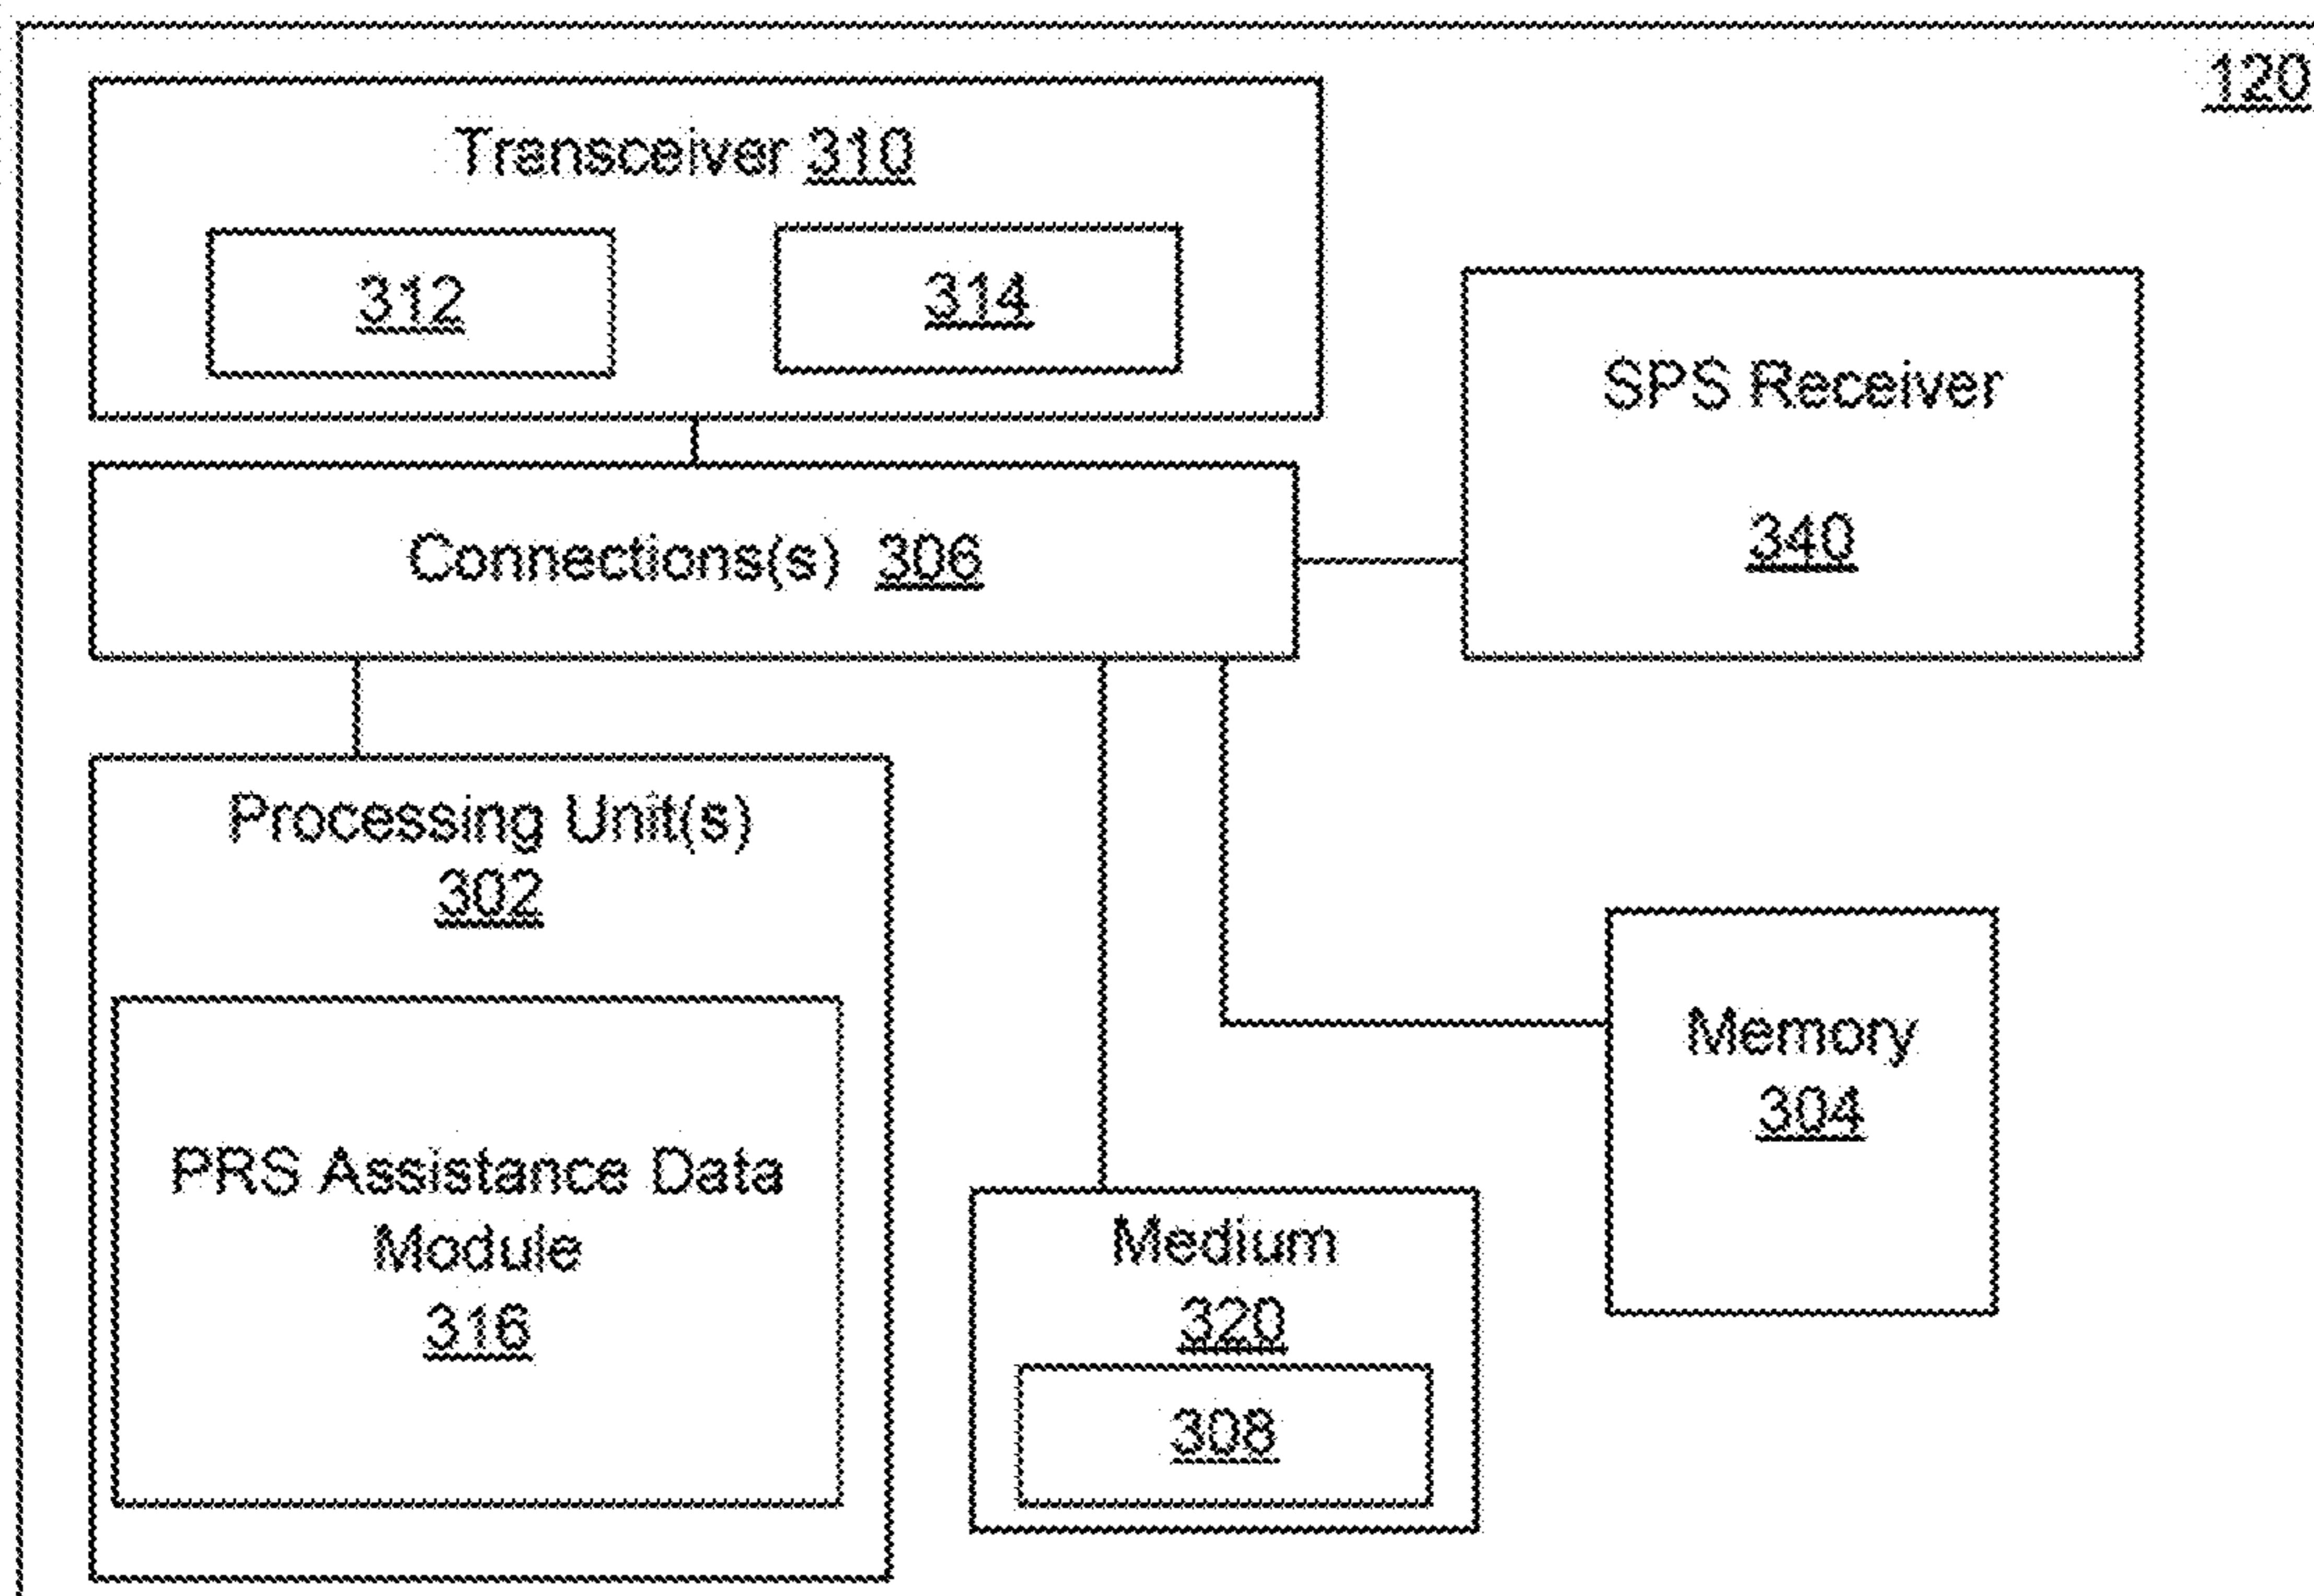 120
Transceiver 310
312
314
SPS Receiver
340
Connections(s) 306
Processing Unit(s)
302
PRS Assistance Data
Module
316
Memory
304
Medium
320
308